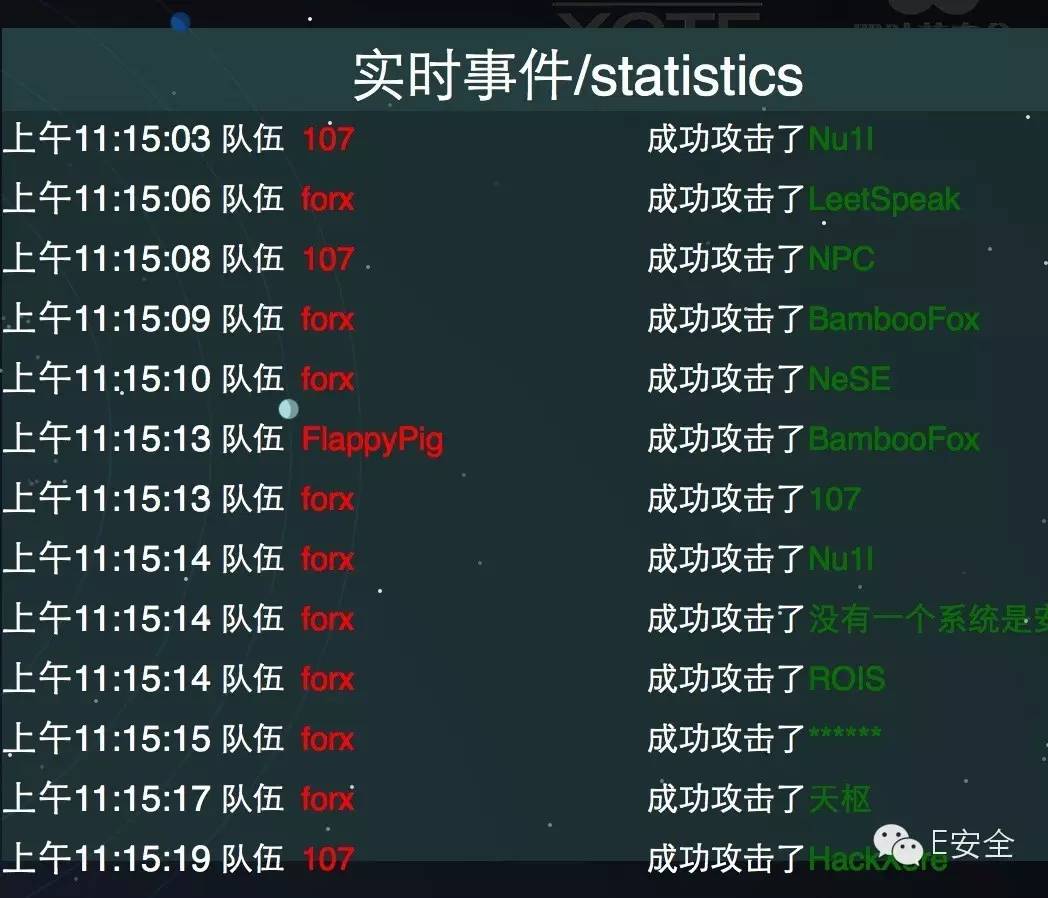 实时事件/statistics
上午11:15:03 队伍 107 成功攻击了Nu1l
上午11:15:06 队伍 forx 成功攻击了LeetSpeak
上午11:15:08 队伍 107 成功攻击了NPC
上午11:15:09 队伍 forx 成功攻击了BambooFox
上午11:15:10 队伍 forx 成功攻击了NeSE
上午11:15:13 队伍 FlappyPig 成功攻击了BambooFox
上午11:15:13 队伍 forx 成功攻击了107
上午11:15:14 队伍 forx 成功攻击了Nu1l
上午11:15:14 队伍 forx 成功攻击了没有一个系统是安
上午11:15:14 队伍 forx 成功攻击了ROIS
上午11:15:15 队伍 forx 成功攻击了******
上午11:15:17 队伍 forx 成功攻击了天枢
上午11:15:19 队伍 107 成功攻击了HackXore
E安全